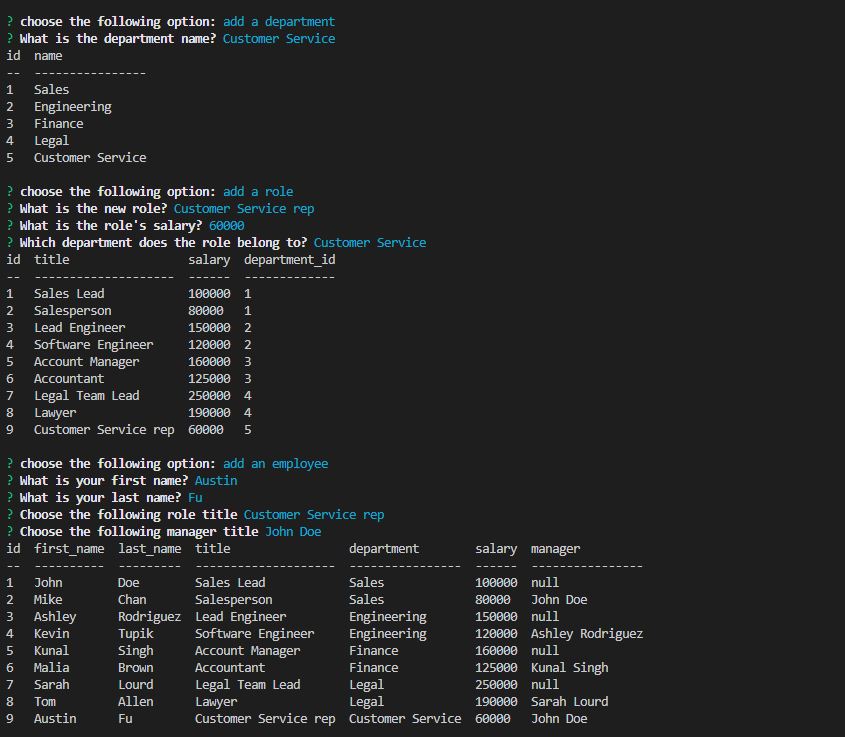 ? choose the following option: add a department
? What is the department name? Customer Service
id  name
--  ----------------
1   Sales
2   Engineering
3   Finance
4   Legal
5   Customer Service
? choose the following option: add a role
? What is the new role? Customer Service rep
? What is the role's salary? 60000
? Which department does the role belong to? Customer Service
id  title                 salary  department_id
--  --------------------  ------  -------------
1   Sales Lead            100000  1
2   Salesperson           80000   1
3   Lead Engineer         150000  2
4   Software Engineer     120000  2
5   Account Manager       160000  3
6   Accountant            125000  3
7   Legal Team Lead       250000  4
8   Lawyer                190000  4
9   Customer Service rep  60000   5
? choose the following option: add an employee
? What is your first name? Austin
? What is your last name? Fu
? Choose the following role title Customer Service rep
? Choose the following manager title John Doe
id  first_name  last_name  title                 department        salary  manager
--  ----------  ---------  --------------------  ----------------  ------  ----------------
1   John        Doe        Sales Lead            Sales             100000  null
2   Mike        Chan       Salesperson           Sales             80000   John Doe
3   Ashley      Rodriguez  Lead Engineer         Engineering       150000  null
4   Kevin       Tupik      Software Engineer     Engineering       120000  Ashley Rodriguez
5   Kunal       Singh      Account Manager       Finance           160000  null
6   Malia       Brown      Accountant            Finance           125000  Kunal Singh
7   Sarah       Lourd      Legal Team Lead       Legal             250000  null
8   Tom         Allen      Lawyer                Legal             190000  Sarah Lourd
9   Austin      Fu         Customer Service rep  Customer Service  60000   John Doe